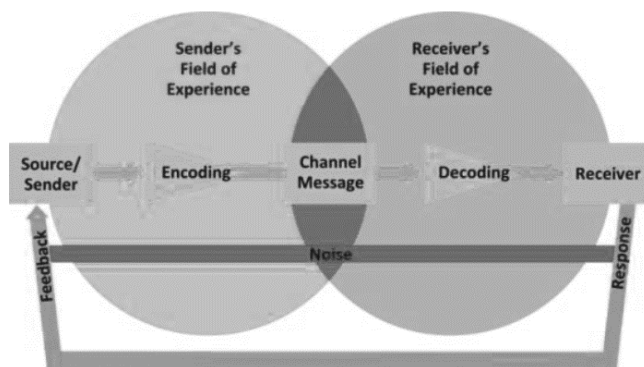 Sender's
Field of
Experience
Receiver's
Field of
Experience
Source/
Sender
Encoding
Channel
Message
Decoding
Receiver
Noise
Feedback
Response